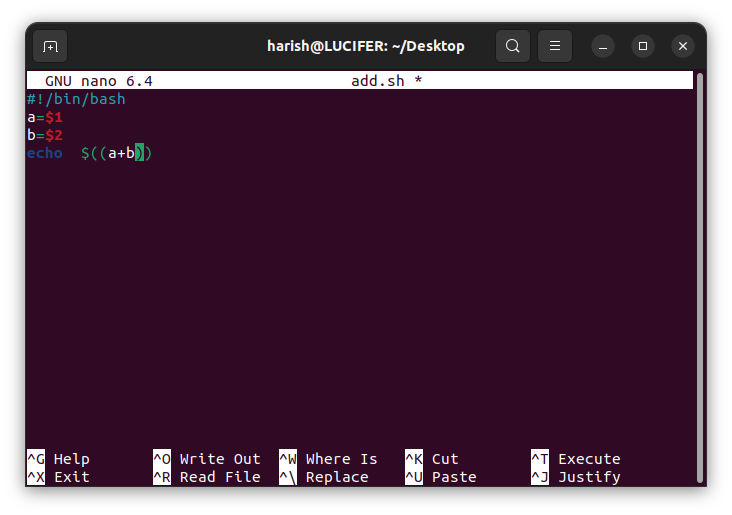 harish@LUCIFER: ~/Desktop
GNU nano 6.4 add.sh *
#!/bin/bash
a=$1
b=$2
echo  $((a+b))
^G Help ^O Write Out ^W Where Is ^K Cut ^T Execute
^X Exit ^R Read File ^\ Replace ^U Paste ^J Justify